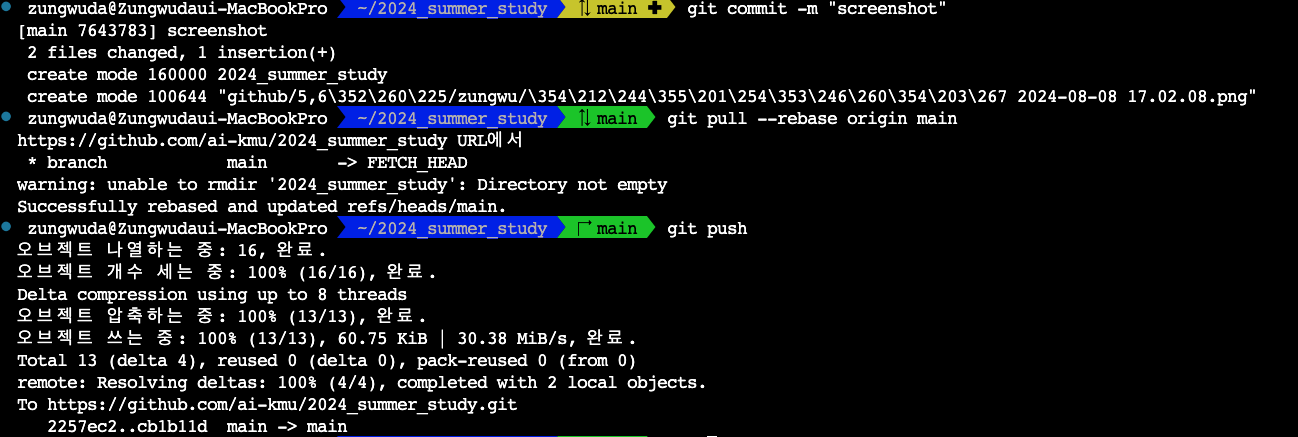 zungwuda@Zungwudaui-MacBookPro ~/2024_summer_study main ✚ git commit -m "screenshot"
[main 7643783] screenshot
2 files changed, 1 insertion(+)
create mode 160000 2024_summer_study
create mode 100644 "github/5,6\352\260\225/zungwu/\354\212\244\355\201\254\353\246\260\354\203\267 2024-08-08 17.02.08.png"
zungwuda@Zungwudaui-MacBookPro ~/2024_summer_study main git pull --rebase origin main
https://github.com/ai-kmu/2024_summer_study URL에서
* branch main -> FETCH_HEAD
warning: unable to rmdir '2024_summer_study': Directory not empty
Successfully rebased and updated refs/heads/main.
zungwuda@Zungwudaui-MacBookPro ~/2024_summer_study main git push
오브젝트 나열하는 중: 16, 완료.
오브젝트 개수 세는 중: 100% (16/16), 완료.
Delta compression using up to 8 threads
오브젝트 압축하는 중: 100% (13/13), 완료.
오브젝트 쓰는 중: 100% (13/13), 60.75 KiB | 30.38 MiB/s, 완료.
Total 13 (delta 4), reused 0 (delta 0), pack-reused 0 (from 0)
remote: Resolving deltas: 100% (4/4), completed with 2 local objects.
To https://github.com/ai-kmu/2024_summer_study.git
2257ec2..cb1b11d main -> main